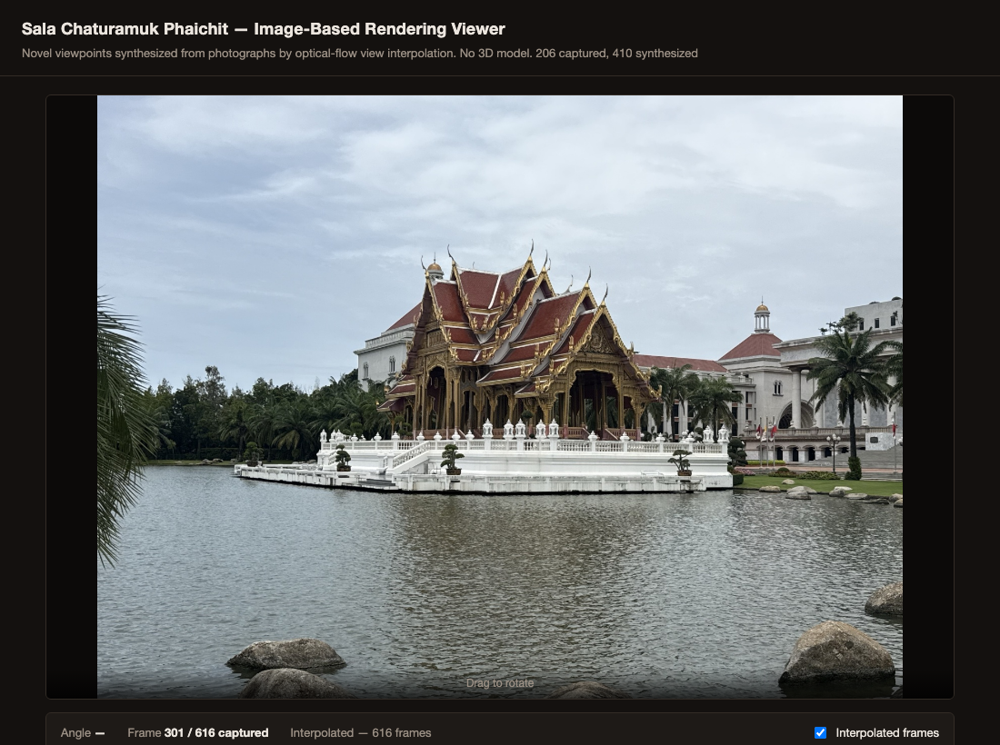 Sala Chaturamuk Phaichit — Image-Based Rendering Viewer
Novel viewpoints synthesized from photographs by optical-flow view interpolation. No 3D model. 206 captured, 410 synthesized
Drag to rotate
Angle — Frame 301 / 616 captured Interpolated — 616 frames Interpolated frames